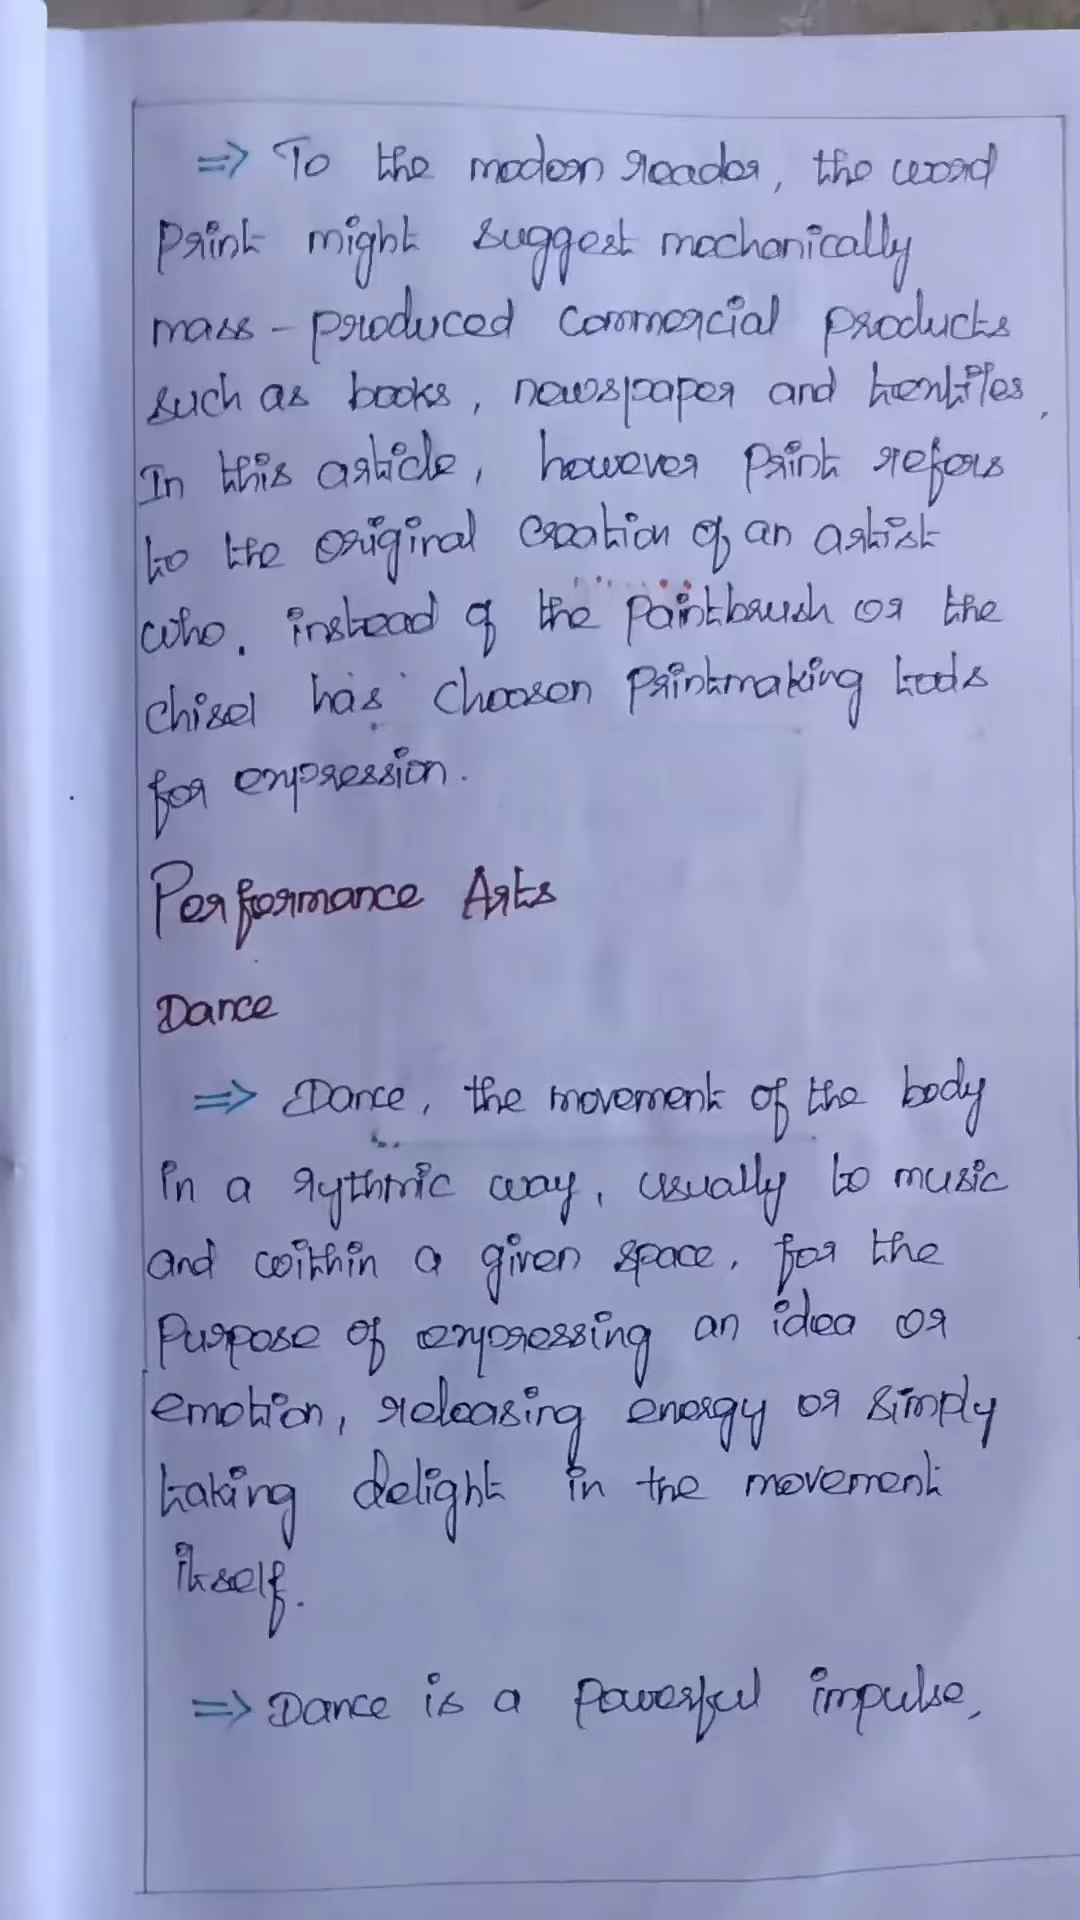 ⇒ To the modern reader, the word
Print might suggest mechanically
mass - produced commercial products
such as books, newspaper and textiles.
In this article, however print refers
to the original creation of an artist
who, instead of the paintbrush or the
chisel has choosen printmaking tools
for expression.
Performance Arts
Dance
⇒ Dance, the movement of the body
in a rythmic way, usually to music
and within a given space, for the
Purpose of expressing an idea or
emotion, releasing energy or simply
taking delight in the movement
itself.
⇒ Dance is a powerful impulse,